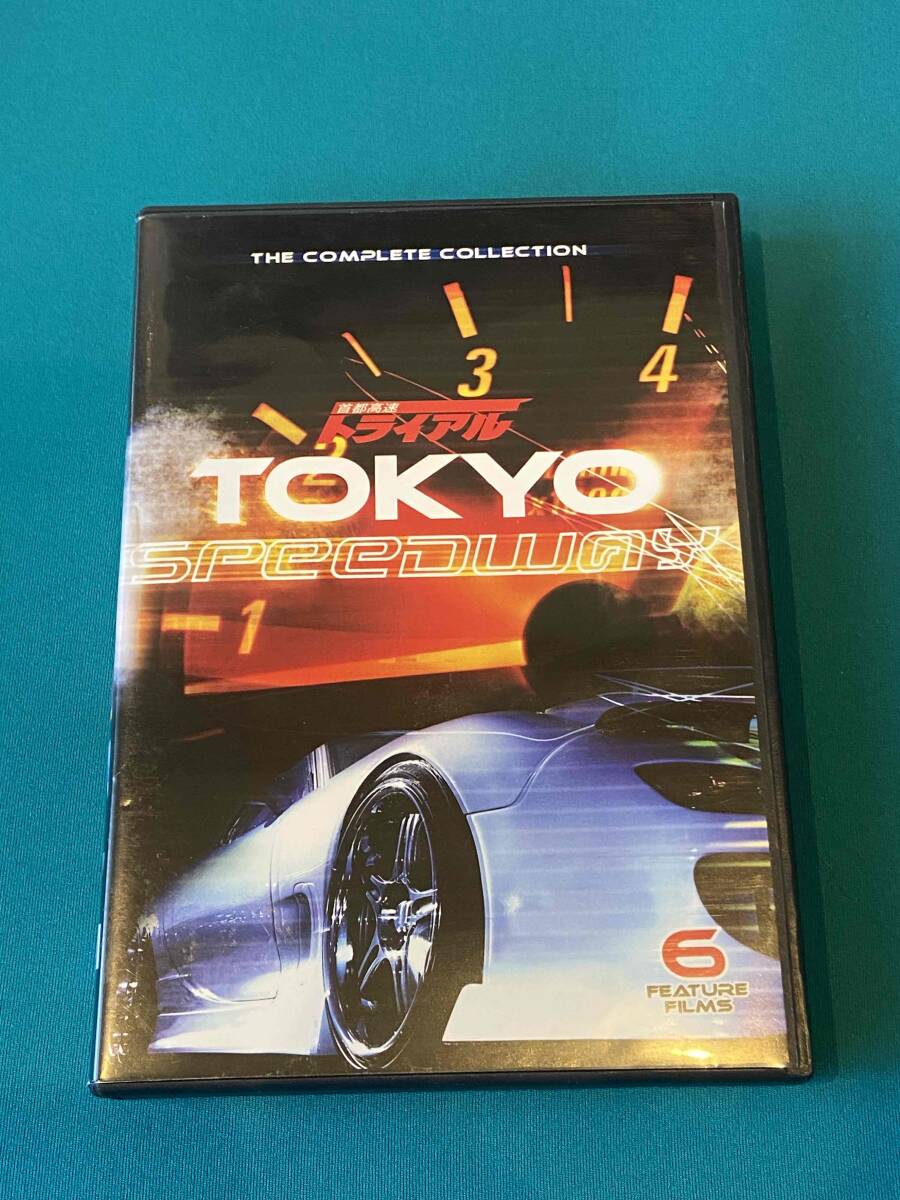 THE COMPLETE COLLECTION
3
4
首都高速
トライアル
2
TOKYO
SPEEDWAY
1
6
FEATURE
FILMS